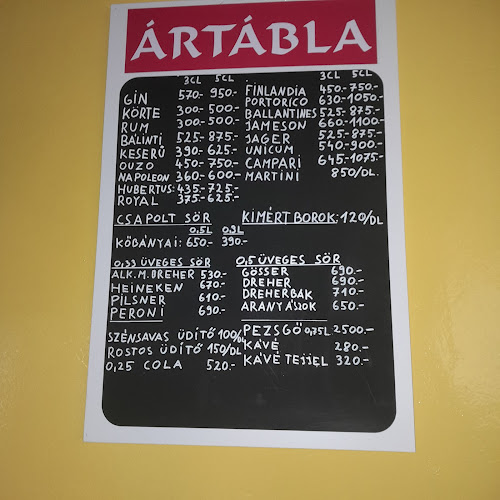 ÁRTÁBLA
3CL 5CL
GIN 570.- 950.-
KÖRTE 300.- 500.-
RUM 300.- 500.-
BÁLINTI 525.- 875.-
KESERŰ 390.- 625.-
OUZO 450.- 750.-
NAPOLEON 360.- 600.-
HUBERTUS: 435.- 725.-
ROYAL 375.- 625.-
3CL 5CL
FINLANDIA 450.- 750.-
PORTORICO 630.- 1050.-
BALLANTINES 525.- 875.-
JAMESON 660.- 1100.-
JÄGER 525.- 875.-
UNICUM 540.- 900.-
CAMPARI 645.- 1075.-
MARTINI 850/DL.
CSAPOLT SÖR
0,5L 0,3L
KŐBÁNYAI: 650.- 390.-
KIMÉRT BOROK: 120/DL
0,33 ÜVEGES SÖR
ALK.M. DREHER 530.-
HEINEKEN 670.-
PILSNER 610.-
PERONI 690.-
0,5 ÜVEGES SÖR
GÖSSER 690.-
DREHER 690.-
DREHER BAK 710.-
ARANY ÁSZOK 650.-
SZÉNSAVAS ÜDÍTŐ 100/DL
ROSTOS ÜDÍTŐ 150/DL
0,25 COLA 520.-
PEZSGŐ 0,75L 2500.-
KÁVÉ 280.-
KÁVÉ TEJJEL 320.-